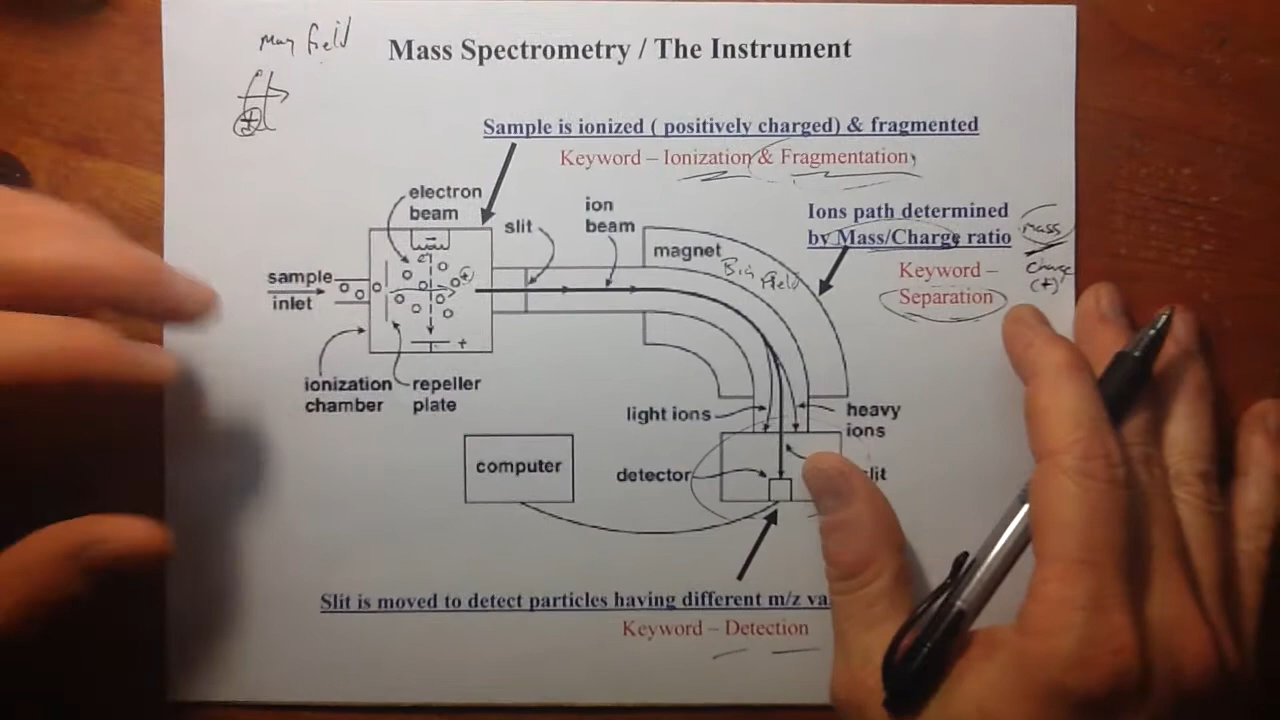 Mag field
Mass Spectrometry / The Instrument
Sample is ionized ( positively charged) & fragmented
Keyword – Ionization & Fragmentation,
electron
beam
slit
ion
beam
Ions path determined
by Mass/Charge ratio
Mass
Charge
(+)
Keyword –
Separation
magnet
Big Field
sample
inlet
e-
+
+
ionization
chamber
repeller
plate
light ions
heavy
ions
computer
detector
lit
Slit is moved to detect particles having different m/z va
Keyword – Detection